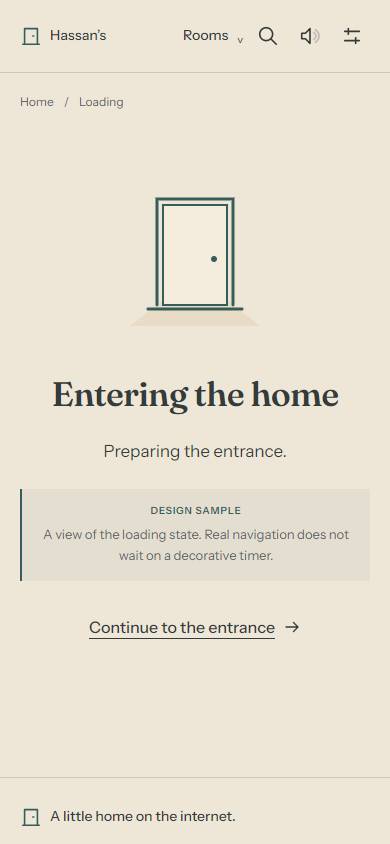 Hassan's
Rooms v
Home / Loading
Entering the home
Preparing the entrance.
DESIGN SAMPLE
A view of the loading state. Real navigation does not
wait on a decorative timer.
Continue to the entrance →
A little home on the internet.